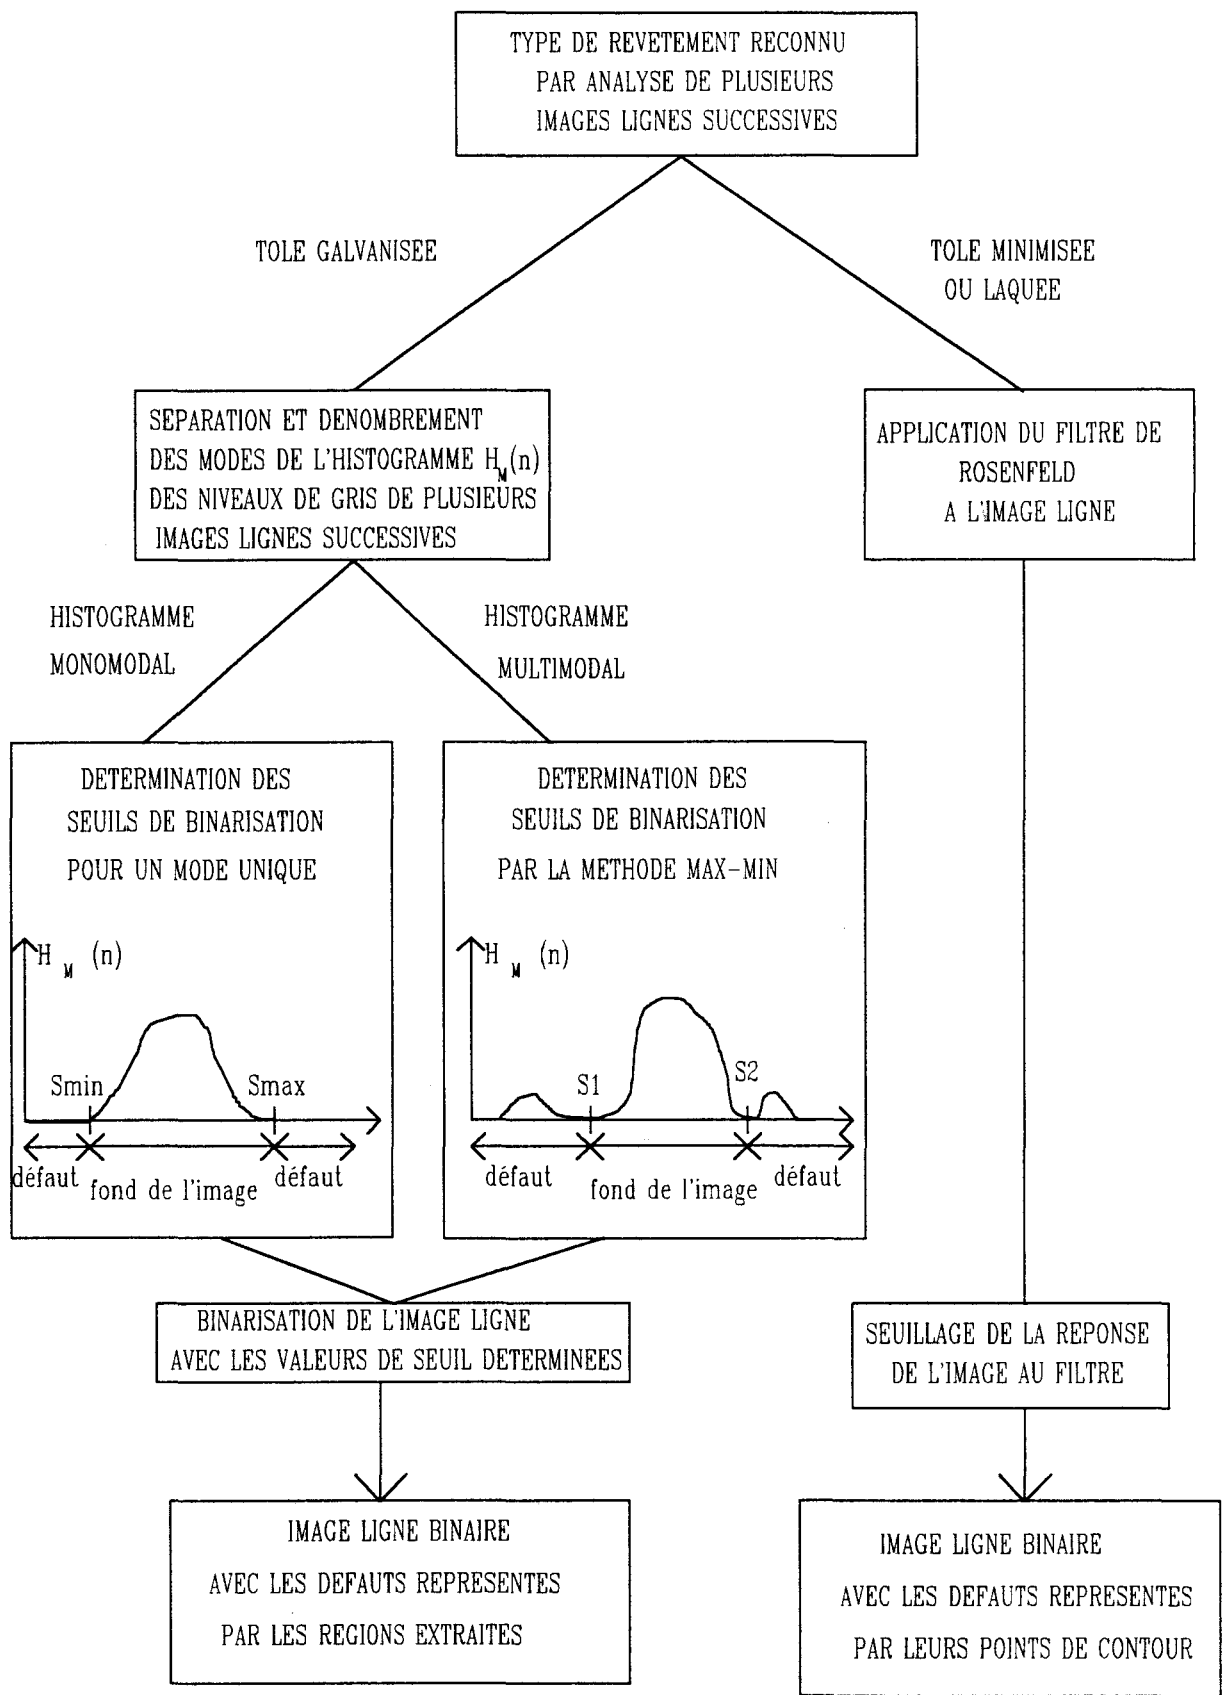 TYPE DE REVETEMENT RECONNU
PAR ANALYSE DE PLUSIEURS
IMAGES LIGNES SUCCESSIVES
TOLE GALVANISEE
TOLE MINIMISEE
OU LAQUEE
SEPARATION ET DENOMBREMENT
DES MODES DE L'HISTOGRAMME H_M(n)
DES NIVEAUX DE GRIS DE PLUSIEURS
IMAGES LIGNES SUCCESSIVES
APPLICATION DU FILTRE DE
ROSENFELD
A L'IMAGE LIGNE
HISTOGRAMME
MONOMODAL
HISTOGRAMME
MULTIMODAL
DETERMINATION DES
SEUILS DE BINARISATION
POUR UN MODE UNIQUE
H_M (n)
Smin
Smax
défaut
fond de l'image
défaut
DETERMINATION DES
SEUILS DE BINARISATION
PAR LA METHODE MAX-MIN
H_M (n)
S1
S2
défaut
fond de l'image
défaut
BINARISATION DE L'IMAGE LIGNE
AVEC LES VALEURS DE SEUIL DETERMINEES
SEUILLAGE DE LA REPONSE
DE L'IMAGE AU FILTRE
IMAGE LIGNE BINAIRE
AVEC LES DEFAUTS REPRESENTES
PAR LES REGIONS EXTRAITES
IMAGE LIGNE BINAIRE
AVEC LES DEFAUTS REPRESENTES
PAR LEURS POINTS DE CONTOUR